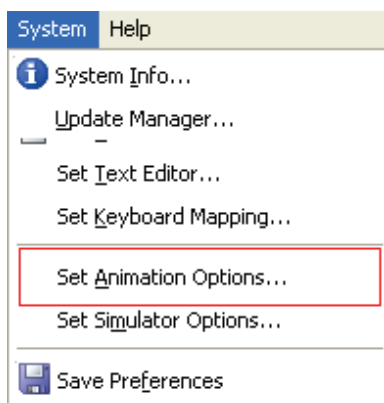 System Help
System Info...
Update Manager...
Set Text Editor...
Set Keyboard Mapping...
Set Animation Options...
Set Simulator Options...
Save Preferences